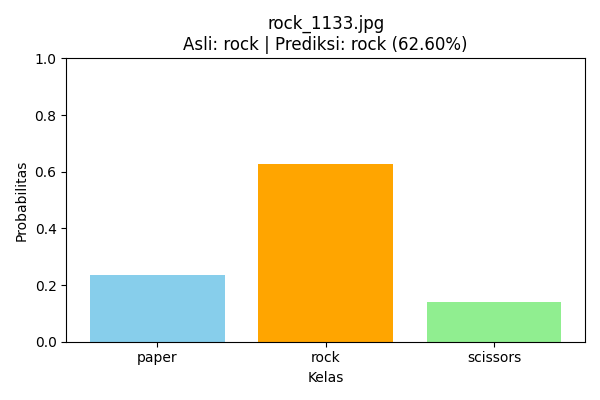 rock_1133.jpg
Asli: rock | Prediksi: rock (62.60%)
1.0
0.8
0.6
0.4
0.2
0.0
Probabilitas
paper rock scissors
Kelas